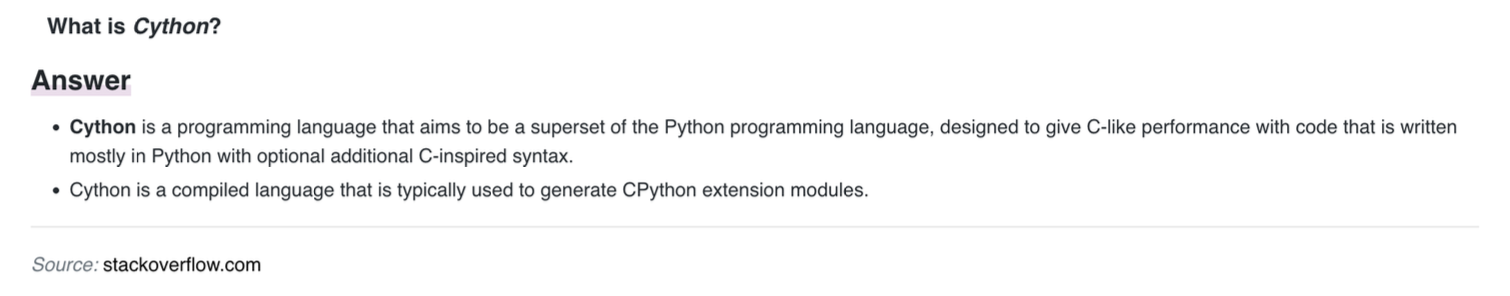 What is Cython?
Answer
• Cython is a programming language that aims to be a superset of the Python programming language, designed to give C-like performance with code that is written
mostly in Python with optional additional C-inspired syntax.
• Cython is a compiled language that is typically used to generate CPython extension modules.
Source: stackoverflow.com